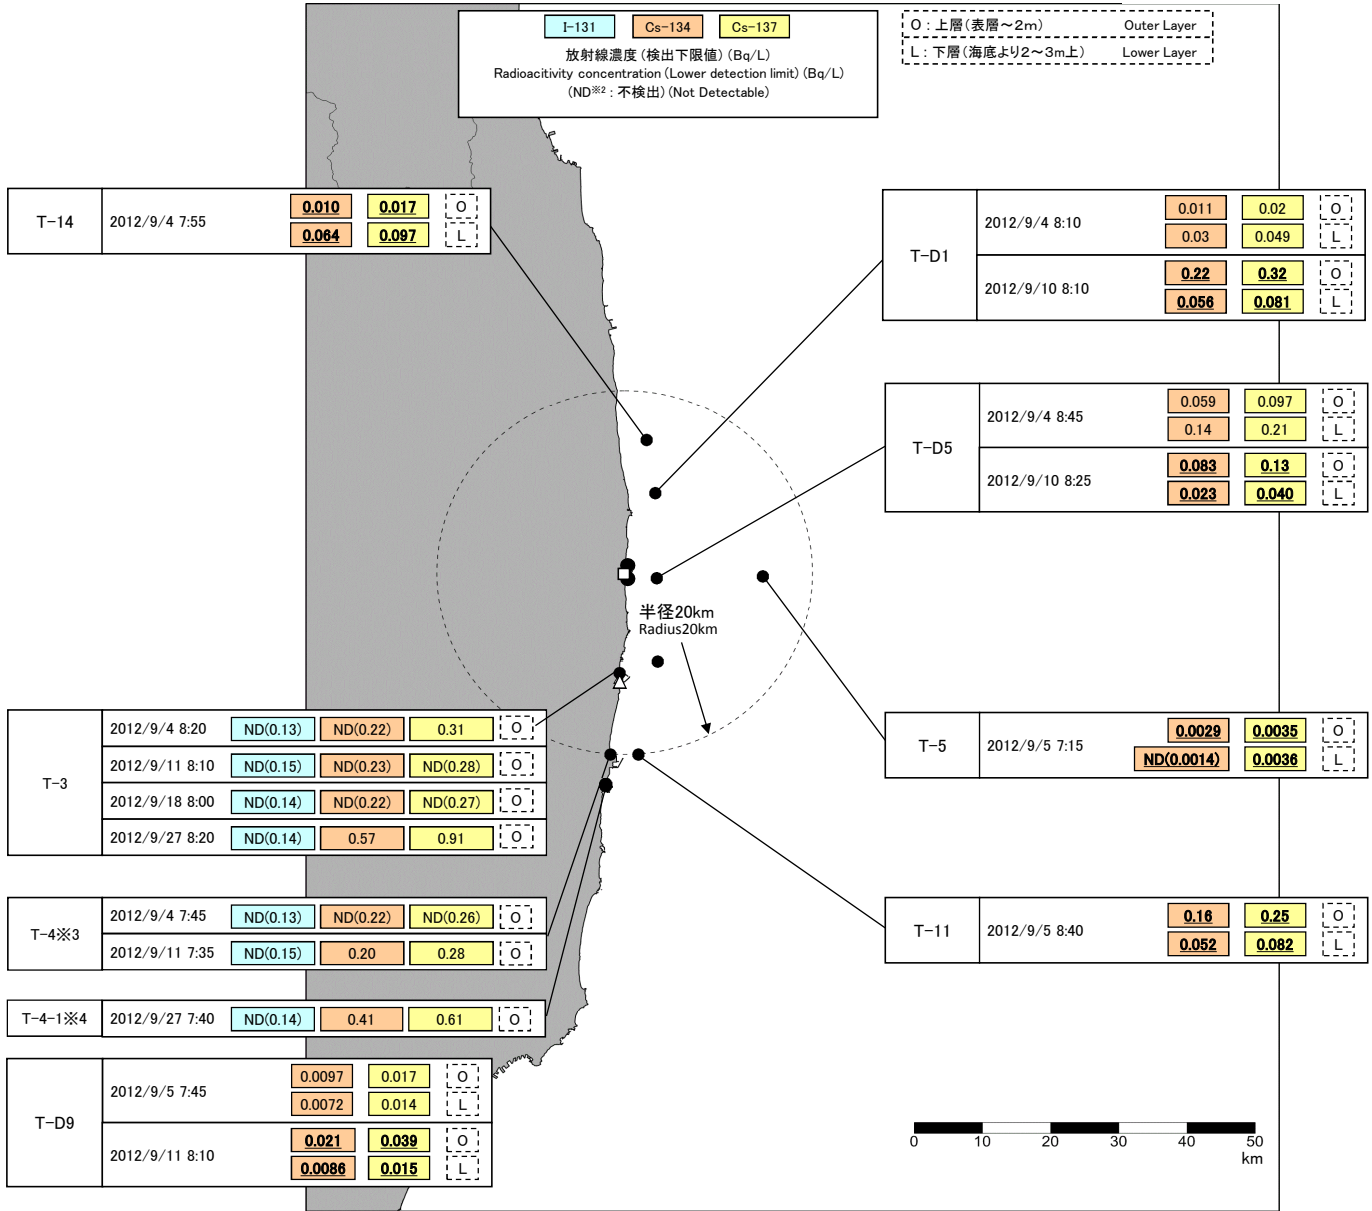 I-131 Cs-134 Cs-137
放射線濃度(検出下限値)(Bq/L)
Radioacitivity concentration(Lower detection limit)(Bq/L)
(ND※2:不検出)(Not Detectable)
O:上層(表層～2m) Outer Layer
L:下層(海底より2～3m上) Lower Layer
T-14
2012/9/4 7:55
0.010 0.017 O
0.064 0.097 L
T-D1
2012/9/4 8:10
0.011 0.02 O
0.03 0.049 L
2012/9/10 8:10
0.22 0.32 O
0.056 0.081 L
T-D5
2012/9/4 8:45
0.059 0.097 O
0.14 0.21 L
2012/9/10 8:25
0.083 0.13 O
0.023 0.040 L
半径20km
Radius20km
T-3
2012/9/4 8:20 ND(0.13) ND(0.22) 0.31 O
2012/9/11 8:10 ND(0.15) ND(0.23) ND(0.28) O
2012/9/18 8:00 ND(0.14) ND(0.22) ND(0.27) O
2012/9/27 8:20 ND(0.14) 0.57 0.91 O
T-5
2012/9/5 7:15
0.0029 0.0035 O
ND(0.0014) 0.0036 L
T-4※3
2012/9/4 7:45 ND(0.13) ND(0.22) ND(0.26) O
2012/9/11 7:35 ND(0.15) 0.20 0.28 O
T-11
2012/9/5 8:40
0.16 0.25 O
0.052 0.082 L
T-4-1※4 2012/9/27 7:40 ND(0.14) 0.41 0.61 O
T-D9
2012/9/5 7:45
0.0097 0.017 O
0.0072 0.014 L
2012/9/11 8:10
0.021 0.039 O
0.0086 0.015 L
0 10 20 30 40 50
km